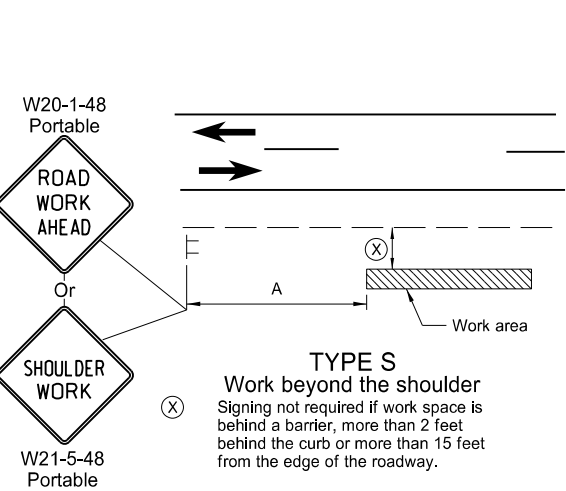 W20-1-48
Portable
ROAD
WORK
AHEAD
Or
SHOULDER
WORK
W21-5-48
Portable
X
A
Work area
TYPE S
Work beyond the shoulder
X
Signing not required if work space is
behind a barrier, more than 2 feet
behind the curb or more than 15 feet
from the edge of the roadway.